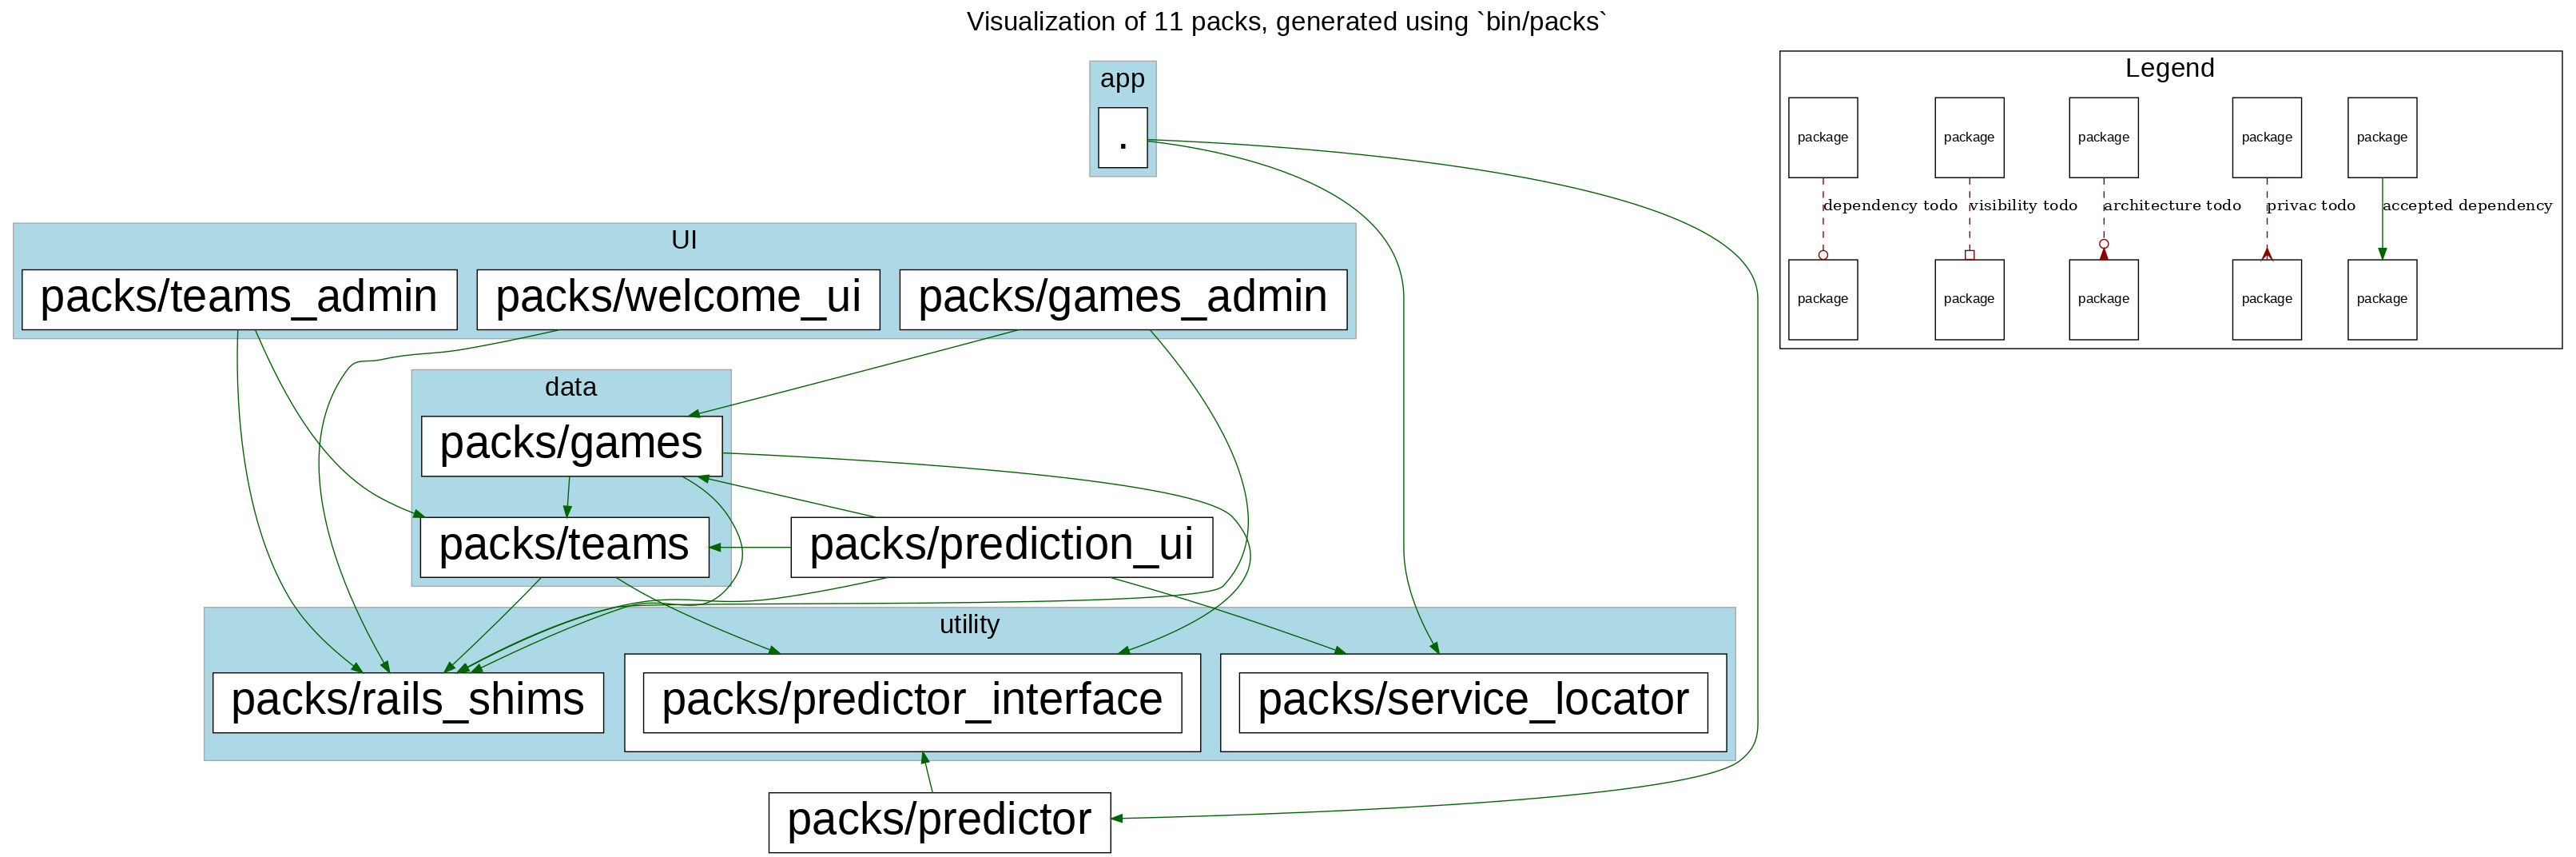 Visualization of 11 packs, generated using `bin/packs`
app
.
UI
packs/teams_admin
packs/welcome_ui
packs/games_admin
data
packs/games
packs/teams
packs/prediction_ui
utility
packs/rails_shims
packs/predictor_interface
packs/service_locator
packs/predictor
Legend
package
package
package
package
package
dependency todo
visibility todo
architecture todo
privac todo
accepted dependency
package
package
package
package
package